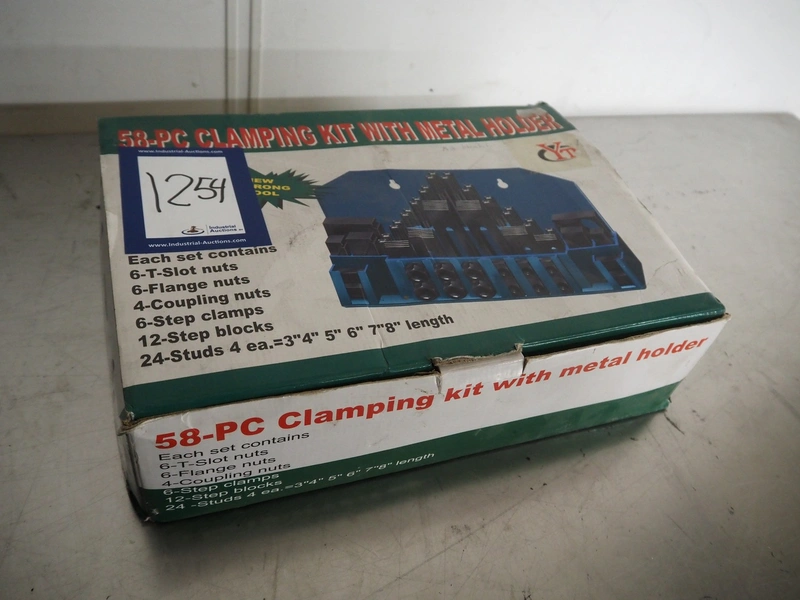 58-PC CLAMPING KIT WITH METAL HOLDER
www.Industrial-Auctions.com
1254
Industrial
Auctions
www.Industrial-Auctions.com
Each set contains
6-T-Slot nuts
6-Flange nuts
4-Coupling nuts
6-Step clamps
12-Step blocks
24-Studs 4 ea.=3"4" 5" 6" 7"8" length
58-PC Clamping kit with metal holder
Each set contains
6-T-Slot nuts
6-Flange nuts
4-Coupling nuts
6-Step clamps
12-Step blocks
24 -Studs 4 ea.=3"4" 5" 6" 7"8" length